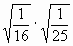 √(1/16) · √(1/25)